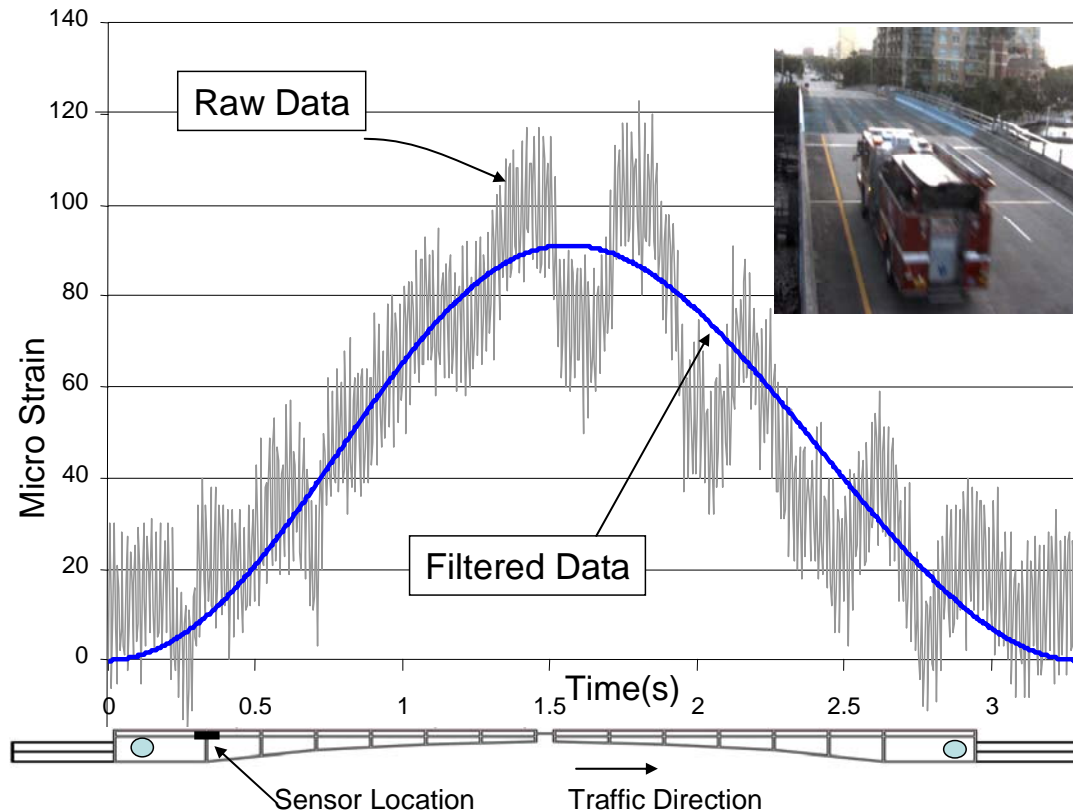 140
120
100
80
60
40
20
0
Micro Strain
Raw Data
Filtered Data
0 0.5 1 1.5 2 2.5 3
Time(s)
Sensor Location
Traffic Direction